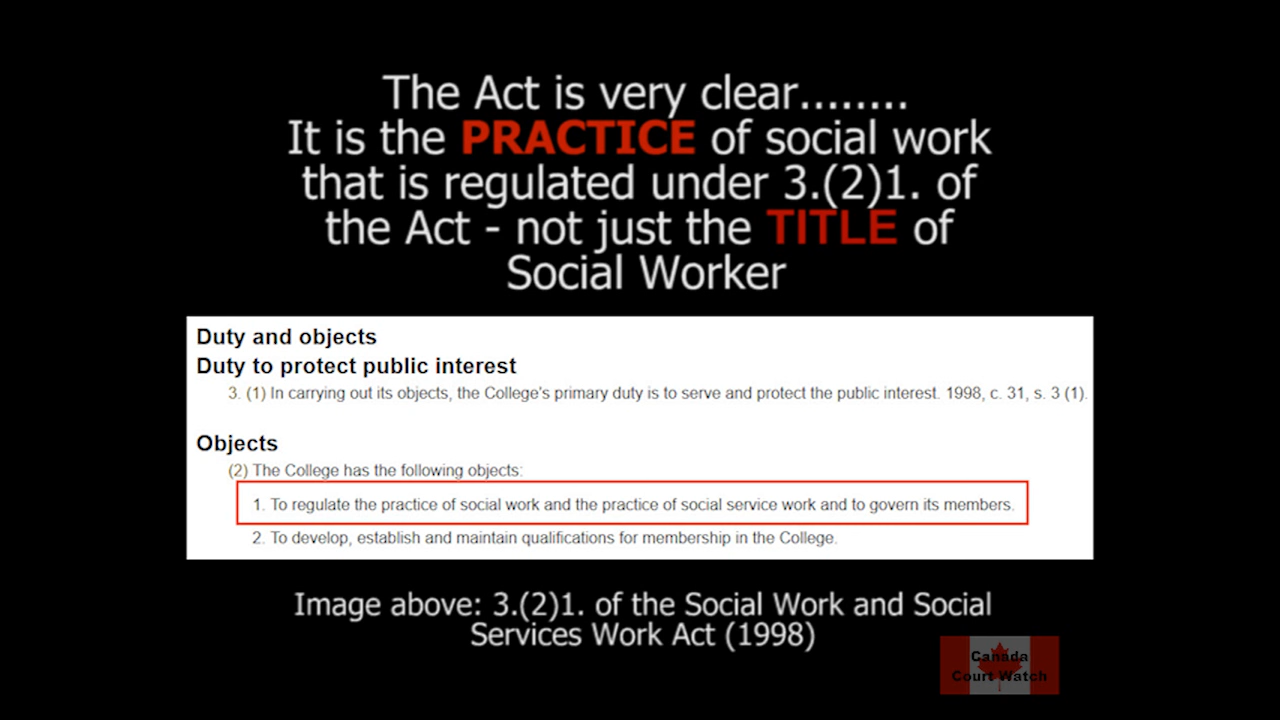 The Act is very clear........
It is the PRACTICE of social work
that is regulated under 3.(2)1. of
the Act - not just the TITLE of
Social Worker
Duty and objects
Duty to protect public interest
3. (1) In carrying out its objects, the College's primary duty is to serve and protect the public interest. 1998, c. 31, s. 3 (1).
Objects
(2) The College has the following objects:
1. To regulate the practice of social work and the practice of social service work and to govern its members.
2. To develop, establish and maintain qualifications for membership in the College.
Image above: 3.(2)1. of the Social Work and Social
Services Work Act (1998)
Canada
Court Watch